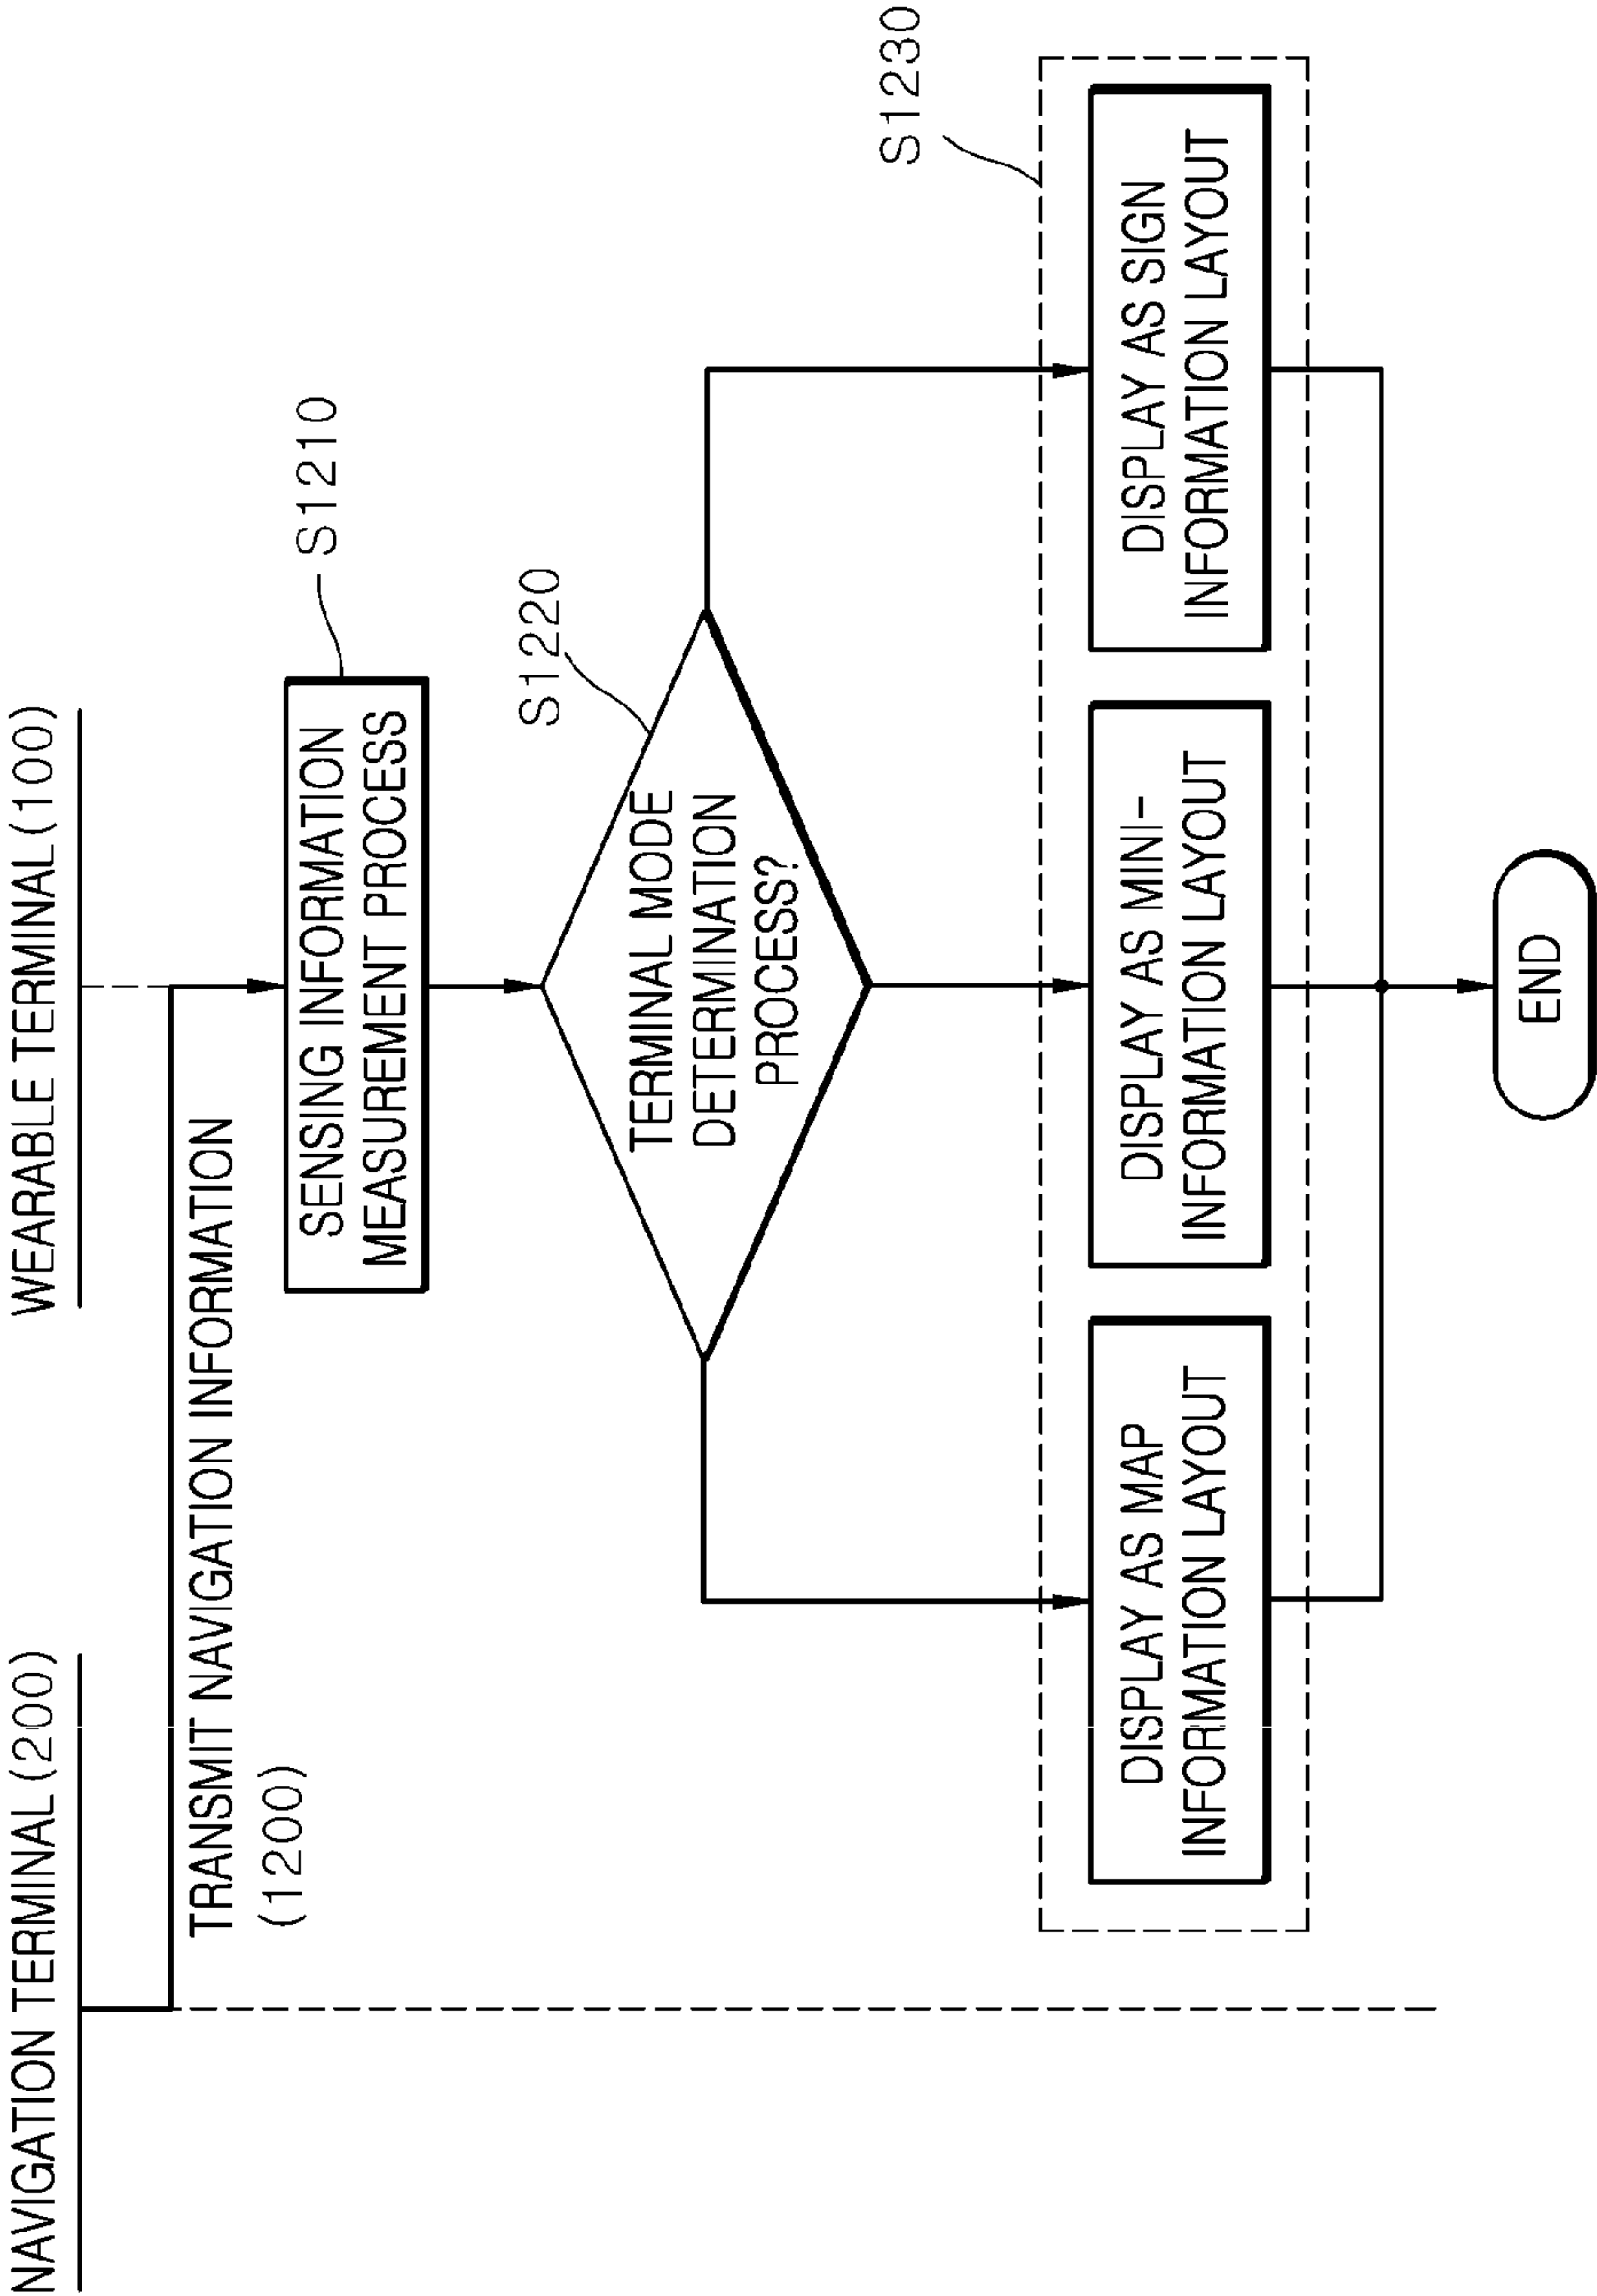 NAVIGATION TERMINAL (200)
WEARABLE TERMINAL (100)
TRANSMIT NAVIGATION INFORMATION
(1200)
SENSING INFORMATION
MEASUREMENT PROCESS
S1210
TERMINAL MODE
DETERMINATION
PROCESS?
S1220
S1230
DISPLAY AS MAP
INFORMATION LAYOUT
DISPLAY AS MINI-
INFORMATION LAYOUT
DISPLAY AS SIGN
INFORMATION LAYOUT
END